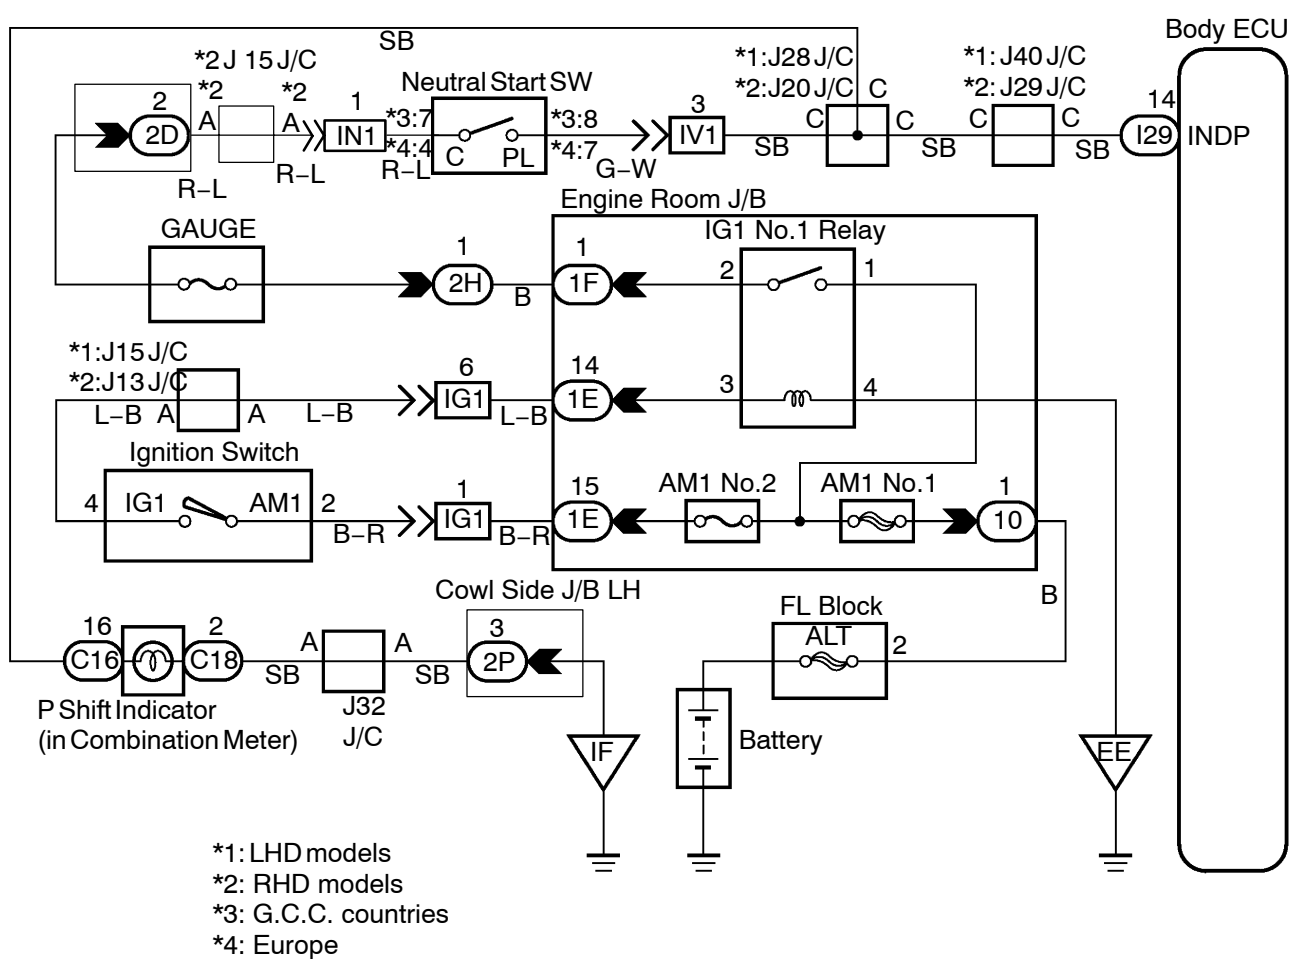 Body ECU
SB
*2 J 15 J/C
*1:J28 J/C
*1: J40 J/C
*2:J20 J/C
*2: J29 J/C
Neutral Start SW
2
*2
*2
1
*3:7
*3:8
3
C
14
2D
A
A
IN1
C
PL
IV1
C
C
C
C
I29
INDP
*4:4
*4:7
R–L
R–L
R–L
G–W
SB
SB
SB
Engine Room J/B
GAUGE
IG1 No.1 Relay
1
1
2
1
2H
B
1F
*1:J15 J/C
*2:J13 J/C
6
14
3
4
L–B
A
A
L–B
IG1
L–B
1E
Ignition Switch
4
IG1
AM1
2
1
15
AM1 No.2
AM1 No.1
1
B–R
IG1
B–R
1E
10
Cowl Side J/B LH
B
FL Block
16
2
A
A
3
ALT
2
C16
C18
SB
SB
2P
P Shift Indicator
(in Combination Meter)
J32
J/C
IF
Battery
EE
*1: LHD models
*2: RHD models
*3: G.C.C. countries
*4: Europe